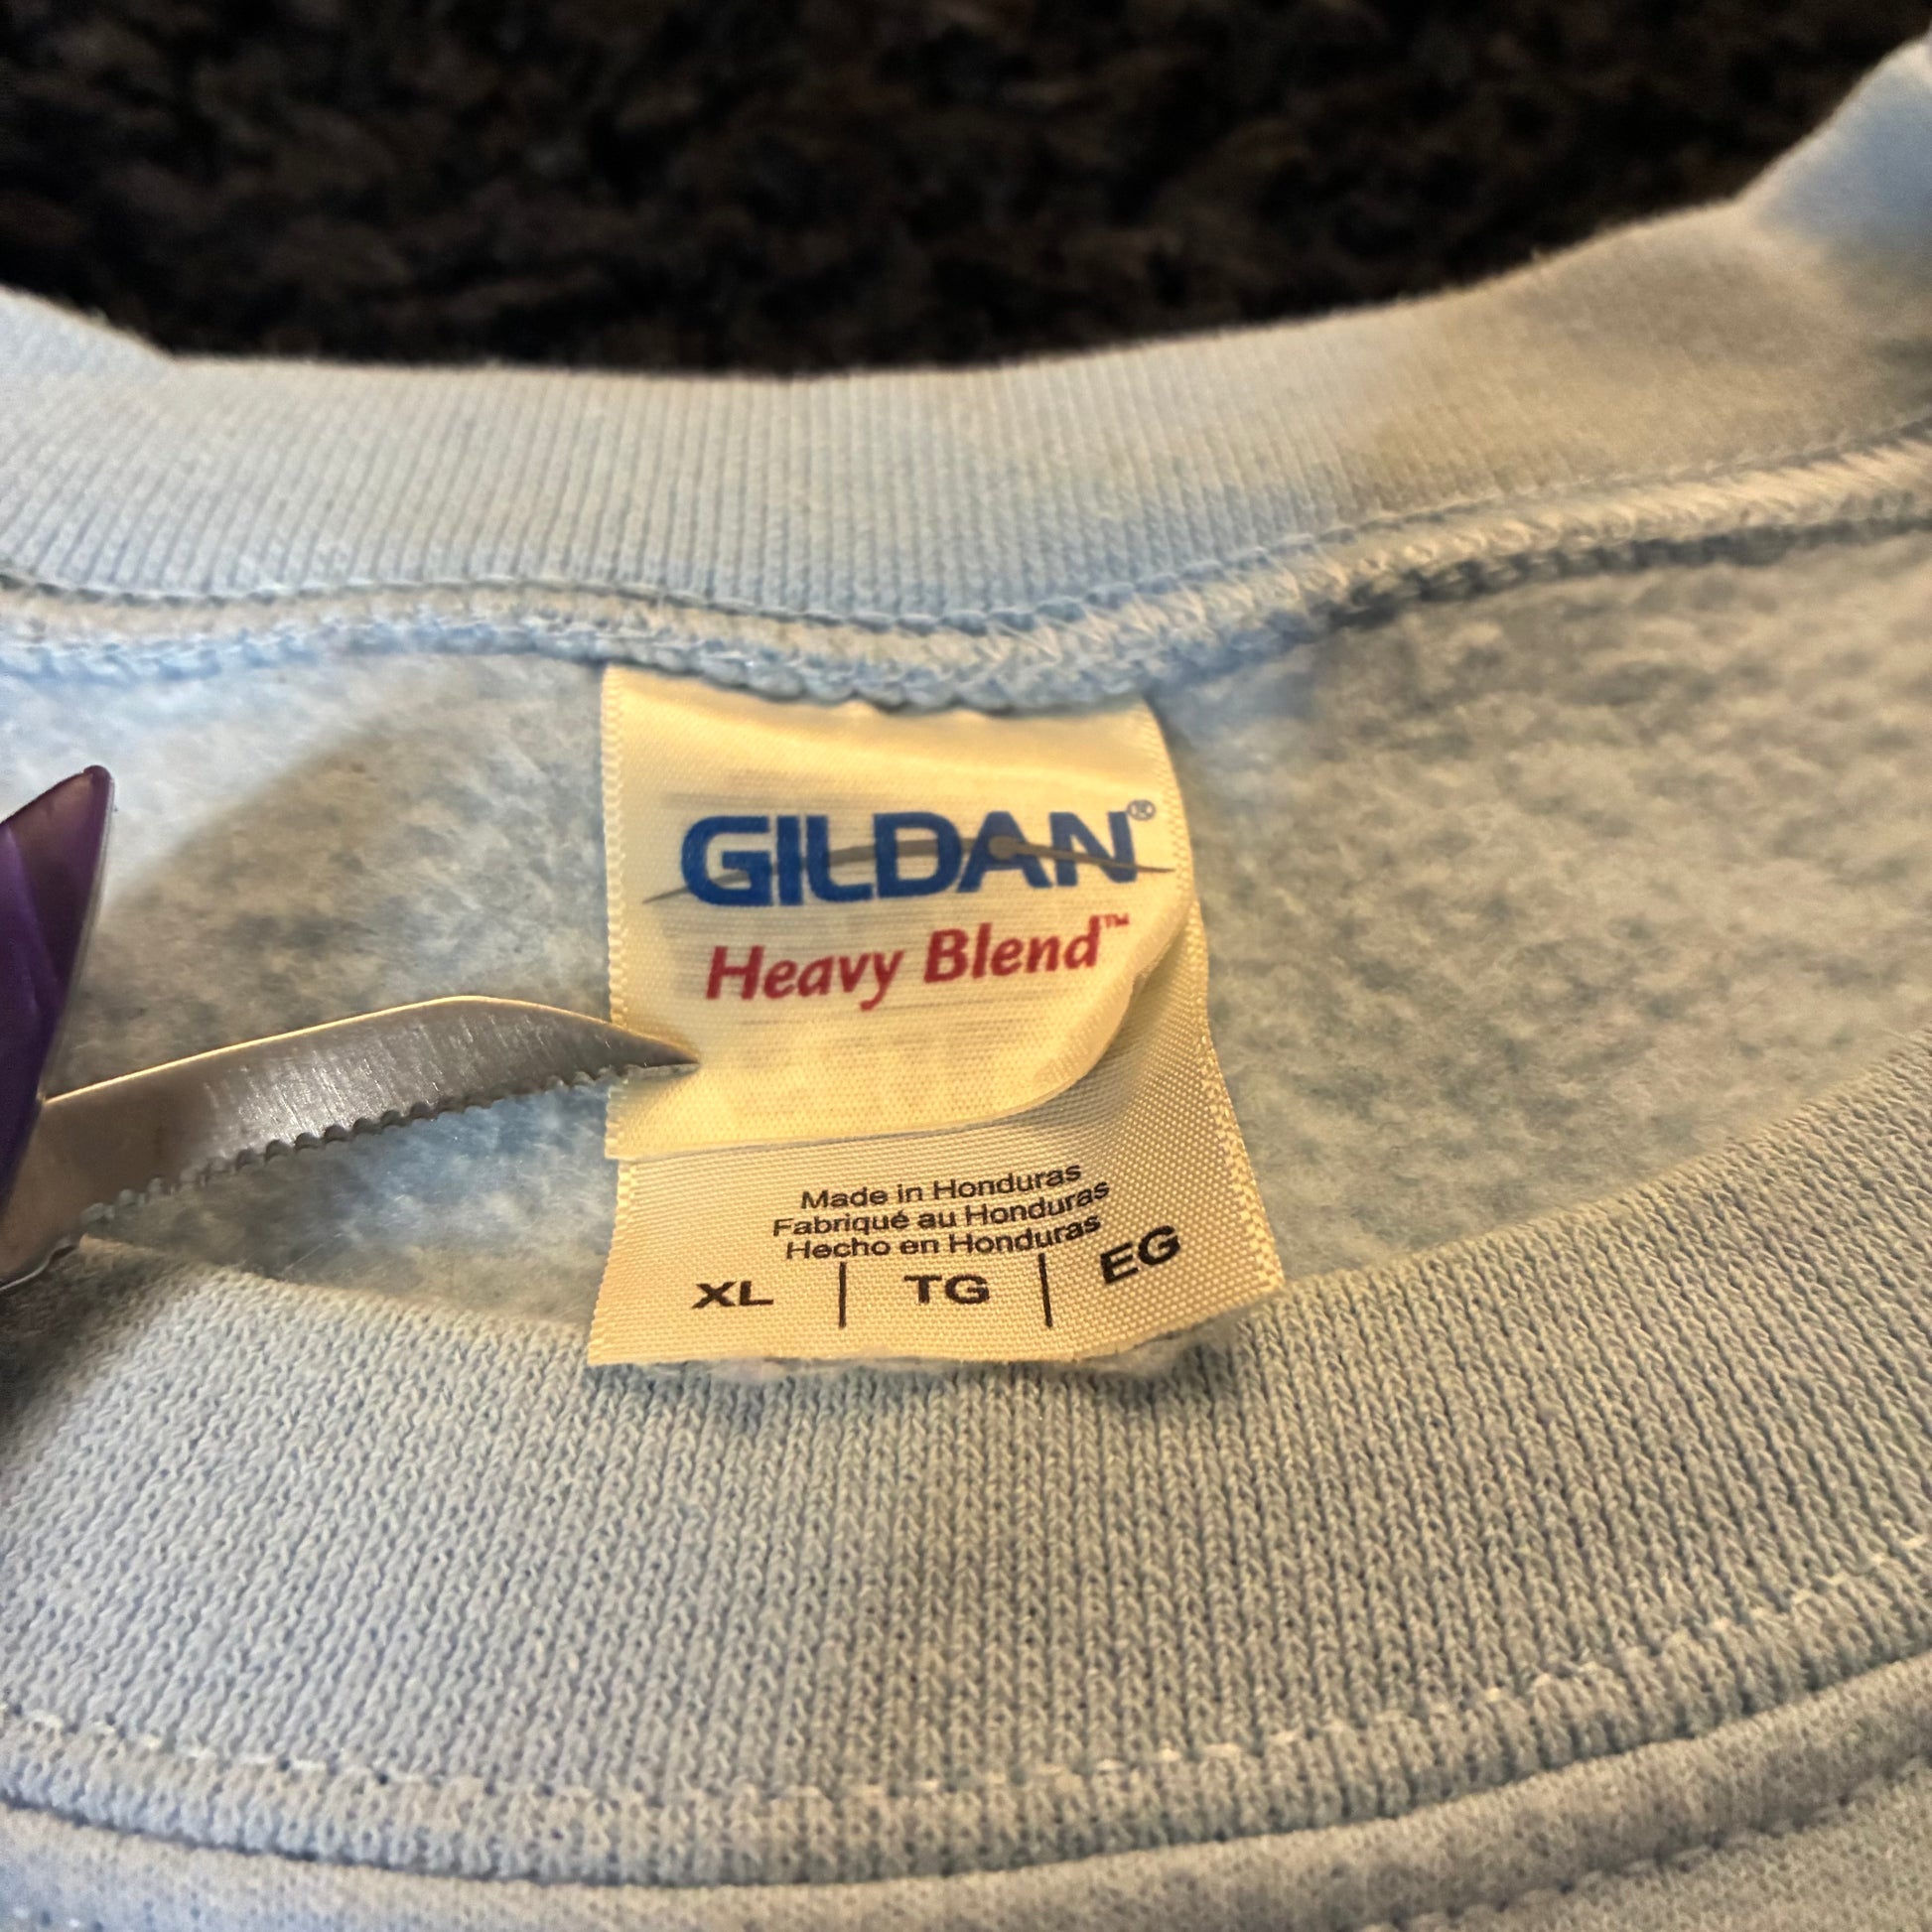 GILDAN®
Heavy Blend™
Made in Honduras
Fabriqué au Honduras
Hecho en Honduras
XL | TG | EG